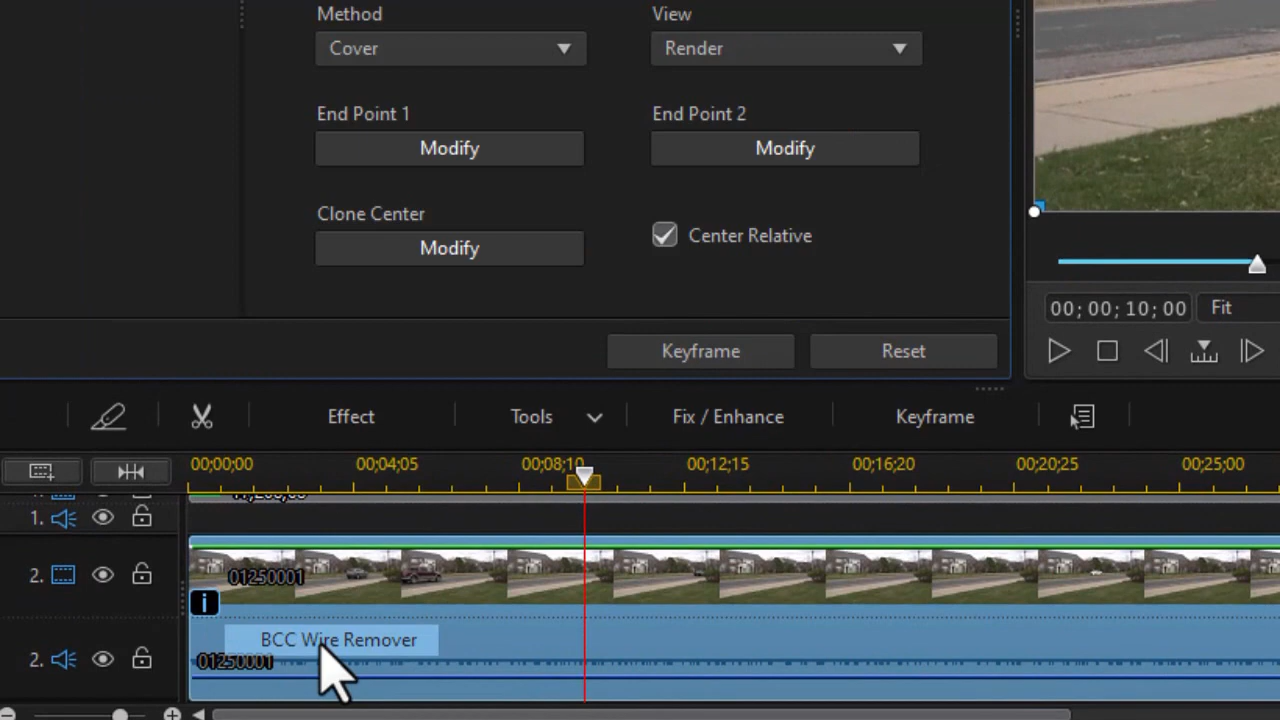 Method
View
Cover
Render
End Point 1
End Point 2
Modify
Modify
Clone Center
Modify
Center Relative
00;00;10;00
Fit
Keyframe
Reset
Effect
Tools
Fix / Enhance
Keyframe
00;00;00
00;04;05
00;08;10
00;12;15
00;16;20
00;20;25
00;25;00
1.
2.
01250001
i
BCC Wire Remover
2.
01250001